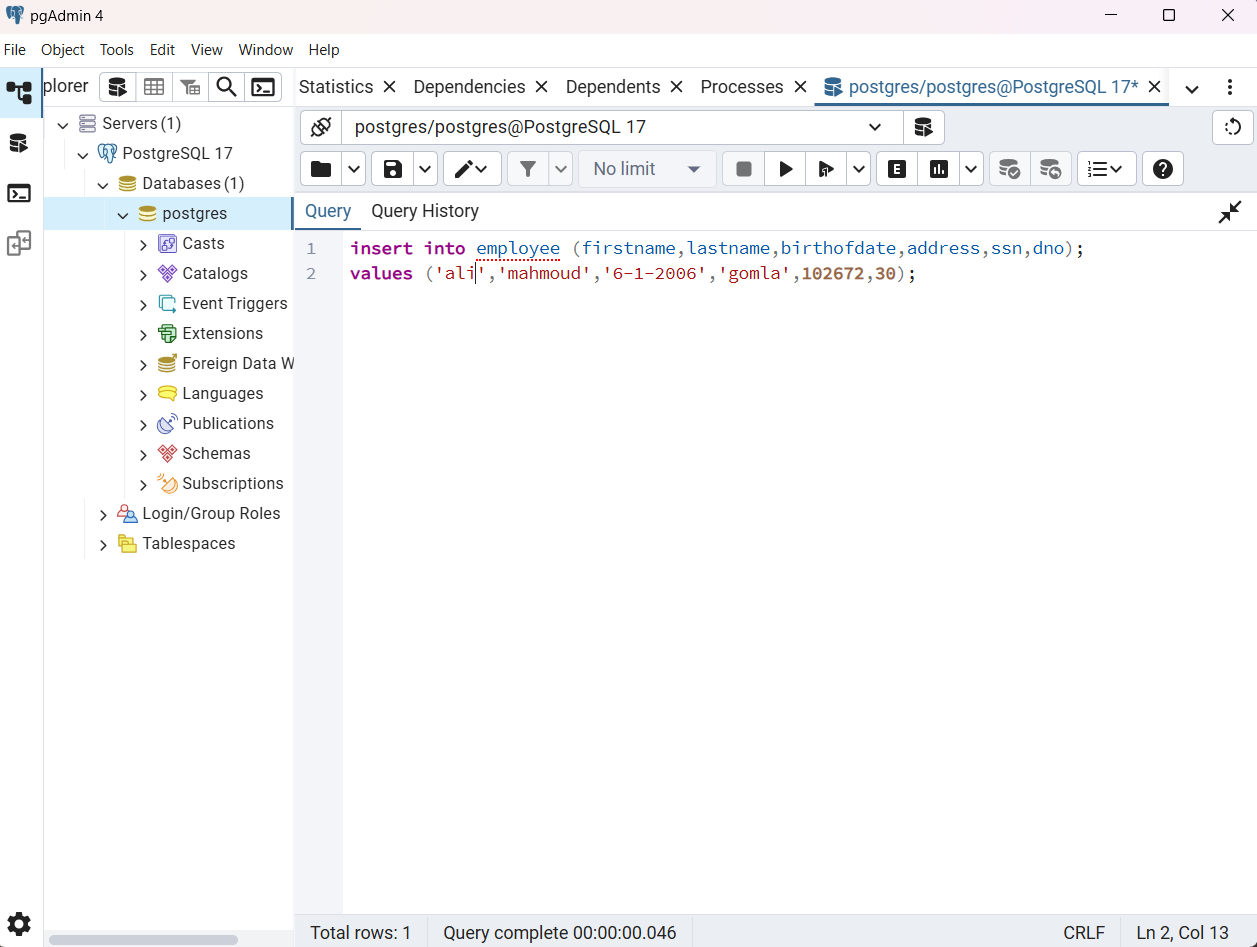 pgAdmin 4
File Object Tools Edit View Window Help
plorer
Statistics Dependencies Dependents Processes postgres/postgres@PostgreSQL 17*
Servers (1)
PostgreSQL 17
Databases (1)
postgres
Casts
Catalogs
Event Triggers
Extensions
Foreign Data W
Languages
Publications
Schemas
Subscriptions
Login/Group Roles
Tablespaces
postgres/postgres@PostgreSQL 17
No limit
E
Query Query History
1 insert into employee (firstname,lastname,birthofdate,address,ssn,dno);
2 values ('ali','mahmoud','6-1-2006','gomla',102672,30);
Total rows: 1 Query complete 00:00:00.046 CRLF Ln 2, Col 13